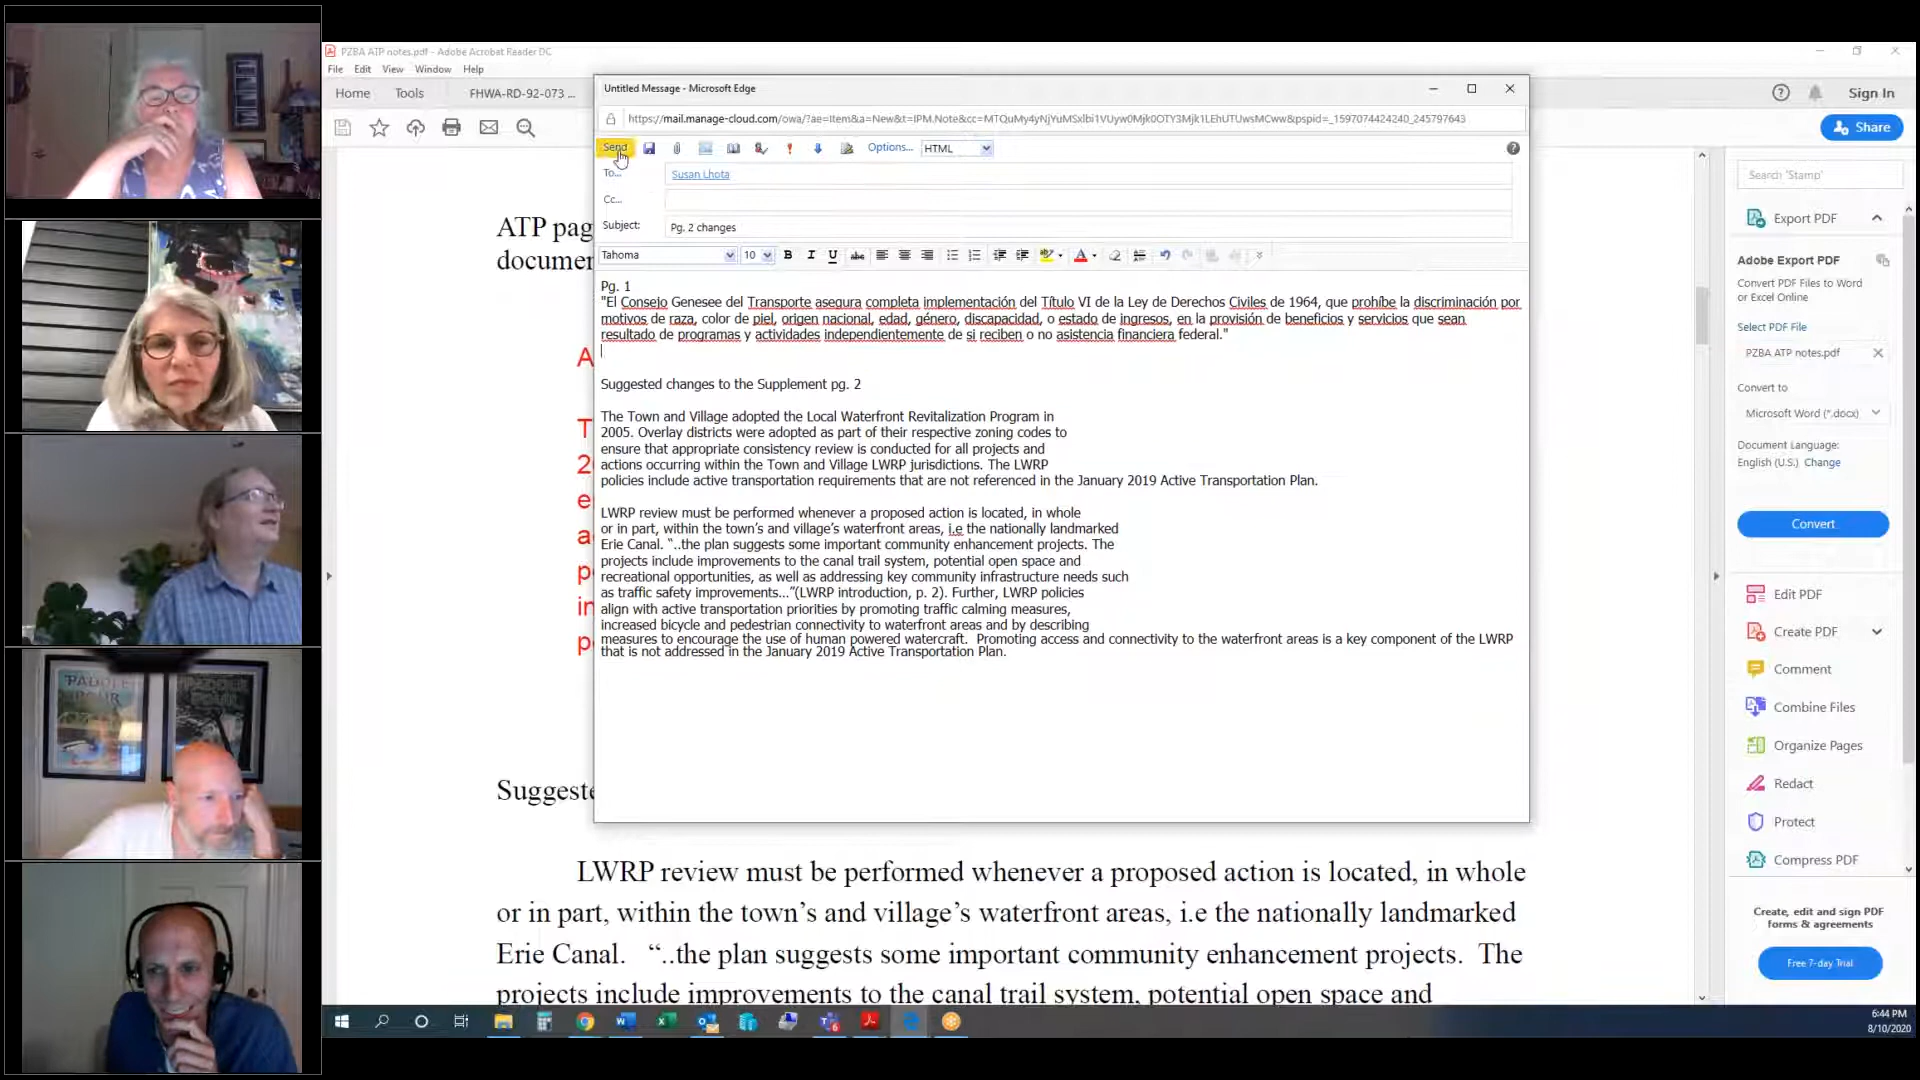 PZBA ATP notes.pdf - Adobe Acrobat Reader DC
File Edit View Window Help
Home Tools FHWA-RD-92-073 ...
Sign In
Share
Untitled Message - Microsoft Edge
Send
Options...
HTML
To...
Susan Lhota
Cc...
Subject:
Pg. 2 changes
Tahoma
10
B I U abc
Pg. 1
"El Consejo Genesee del Transporte asegura completa implementación del Título VI de la Ley de Derechos Civiles de 1964, que prohíbe la discriminación por
motivos de raza, color de piel, origen nacional, edad, género, discapacidad, o estado de ingresos, en la provisión de beneficios y servicios que sean
resultado de programas y actividades independientemente de si reciben o no asistencia financiera federal."
Suggested changes to the Supplement pg. 2
The Town and Village adopted the Local Waterfront Revitalization Program in
2005. Overlay districts were adopted as part of their respective zoning codes to
ensure that appropriate consistency review is conducted for all projects and
actions occurring within the Town and Village LWRP jurisdictions. The LWRP
policies include active transportation requirements that are not referenced in the January 2019 Active Transportation Plan.
LWRP review must be performed whenever a proposed action is located, in whole
or in part, within the town's and village's waterfront areas, i.e the nationally landmarked
Erie Canal. "..the plan suggests some important community enhancement projects. The
projects include improvements to the canal trail system, potential open space and
recreational opportunities, as well as addressing key community infrastructure needs such
as traffic safety improvements..."(LWRP introduction, p. 2). Further, LWRP policies
align with active transportation priorities by promoting traffic calming measures,
increased bicycle and pedestrian connectivity to waterfront areas and by describing
measures to encourage the use of human powered watercraft. Promoting access and connectivity to the waterfront areas is a key component of the LWRP
that is not addressed in the January 2019 Active Transportation Plan.
ATP pag
documen
A
T
2
e
a
p
in
p
Suggeste
LWRP review must be performed whenever a proposed action is located, in whole
or in part, within the town's and village's waterfront areas, i.e the nationally landmarked
Erie Canal. "..the plan suggests some important community enhancement projects. The
projects include improvements to the canal trail system, potential open space and
Search 'Stamp'
Export PDF
Adobe Export PDF
Convert PDF Files to Word
or Excel Online
Select PDF File
PZBA ATP notes.pdf
Convert to
Microsoft Word (*.docx)
Document Language:
English (U.S.) Change
Convert
Edit PDF
Create PDF
Comment
Combine Files
Organize Pages
Redact
Protect
Compress PDF
Create, edit and sign PDF
forms & agreements
Free 7-day Trial
6:44 PM
8/10/2020